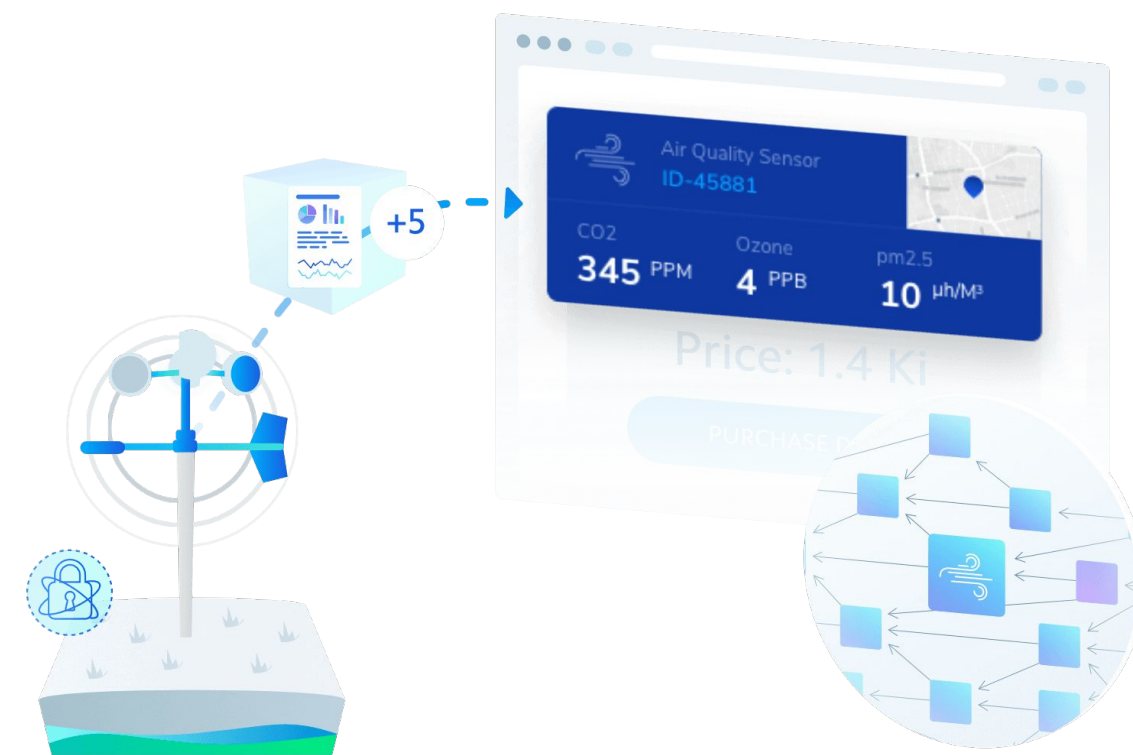 +5
Air Quality Sensor
ID-45881
CO2
345 PPM
Ozone
4 PPB
pm2.5
10 µh/M³
Price: 1.4 Ki
PURCHASE